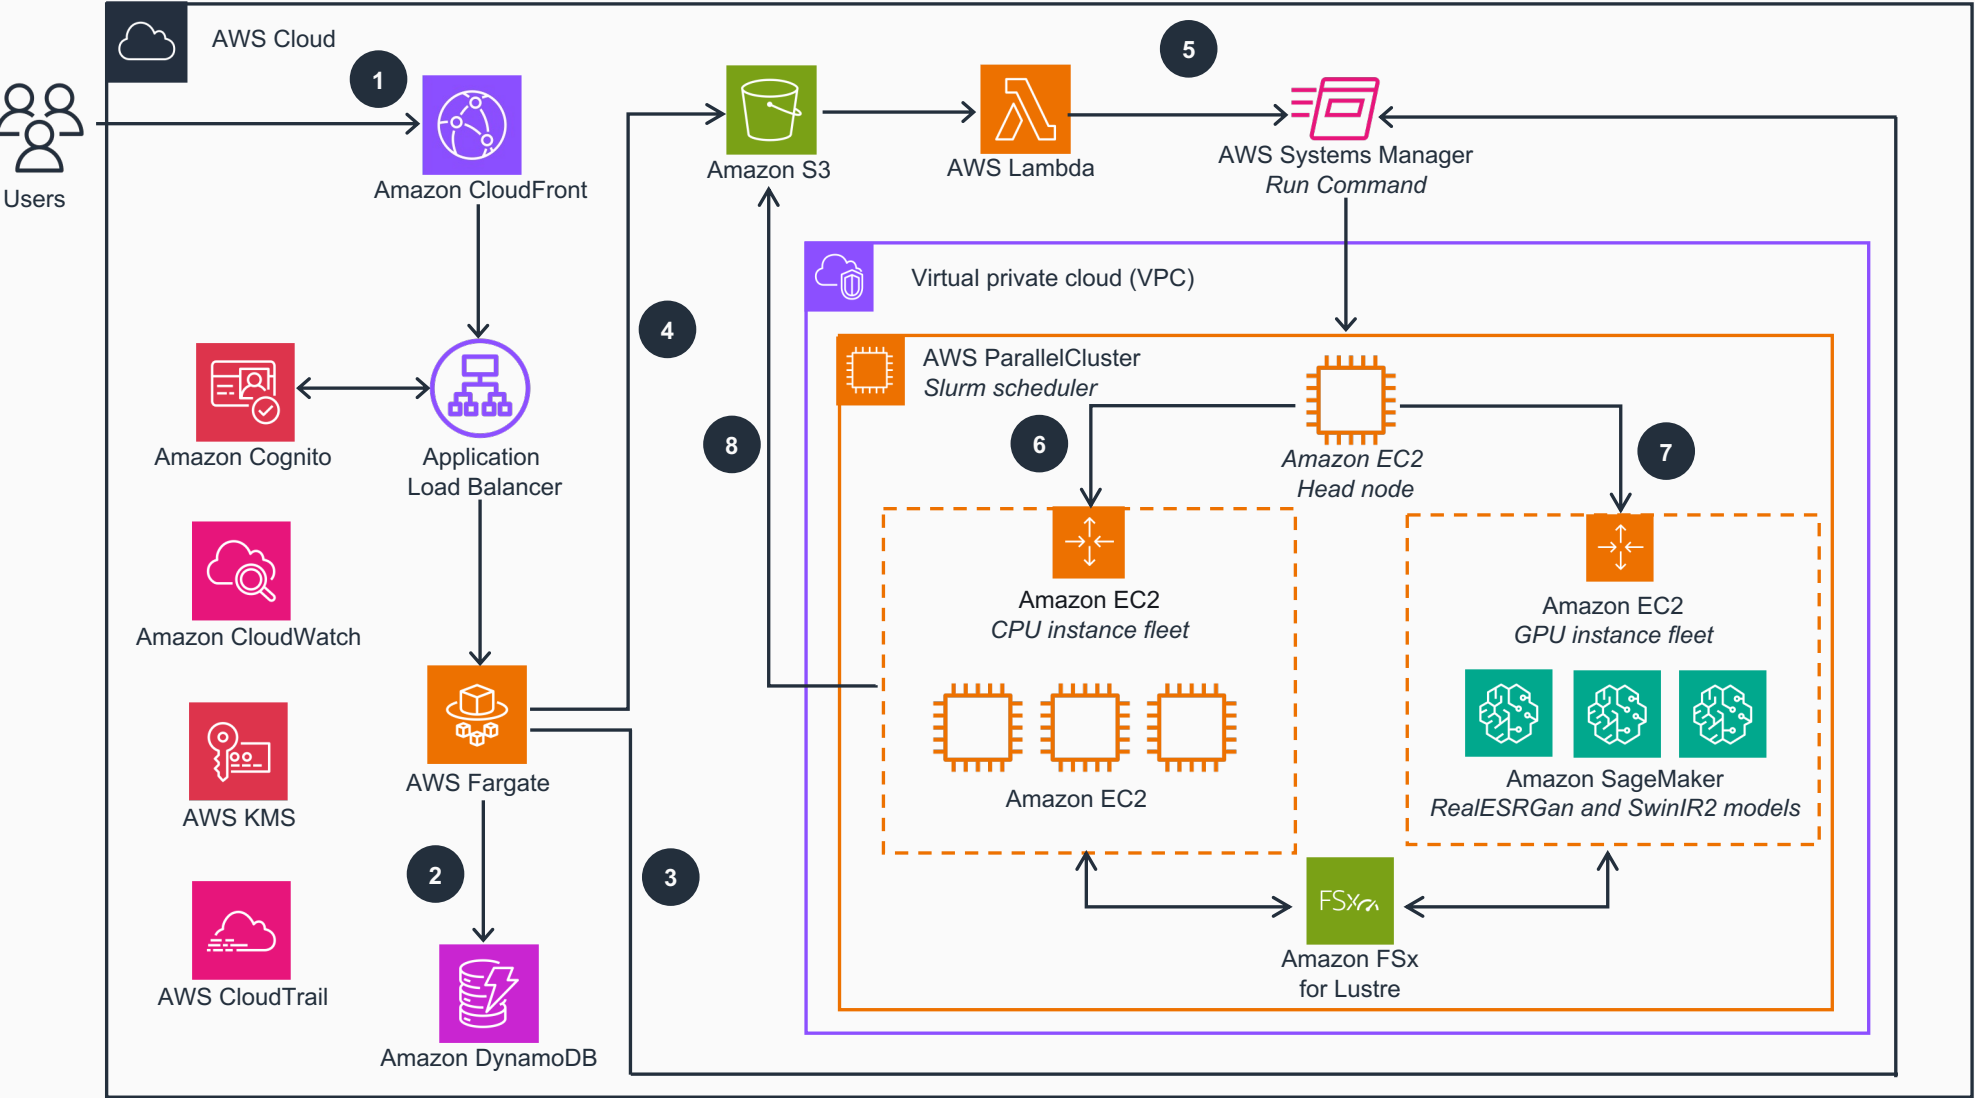 AWS Cloud
1
5
Users
Amazon CloudFront
Amazon S3
AWS Lambda
AWS Systems Manager
Run Command
Virtual private cloud (VPC)
4
AWS ParallelCluster
Slurm scheduler
Amazon Cognito
Application
Load Balancer
8
6
7
Amazon EC2
Head node
Amazon CloudWatch
Amazon EC2
CPU instance fleet
Amazon EC2
GPU instance fleet
AWS KMS
AWS Fargate
Amazon EC2
Amazon SageMaker
RealESRGan and SwinIR2 models
2
3
FSx
Amazon FSx
for Lustre
AWS CloudTrail
Amazon DynamoDB